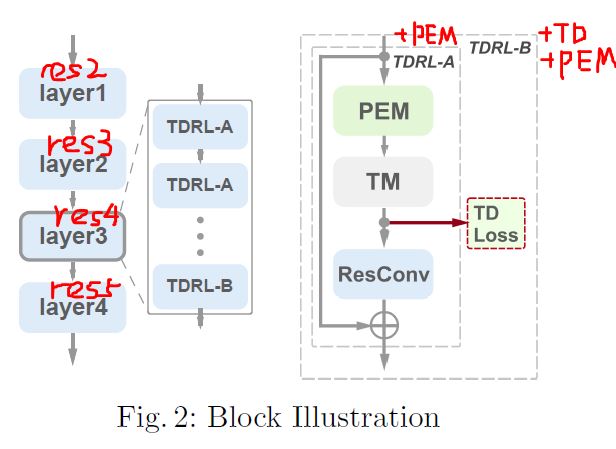 res2
layer1
res3
layer2
res4
layer3
res5
layer4
TDRL-A
TDRL-A
TDRL-B
+PEM
TDRL-A
TDRL-B
+TD
+PEM
PEM
TM
TD
Loss
ResConv
Fig. 2: Block Illustration